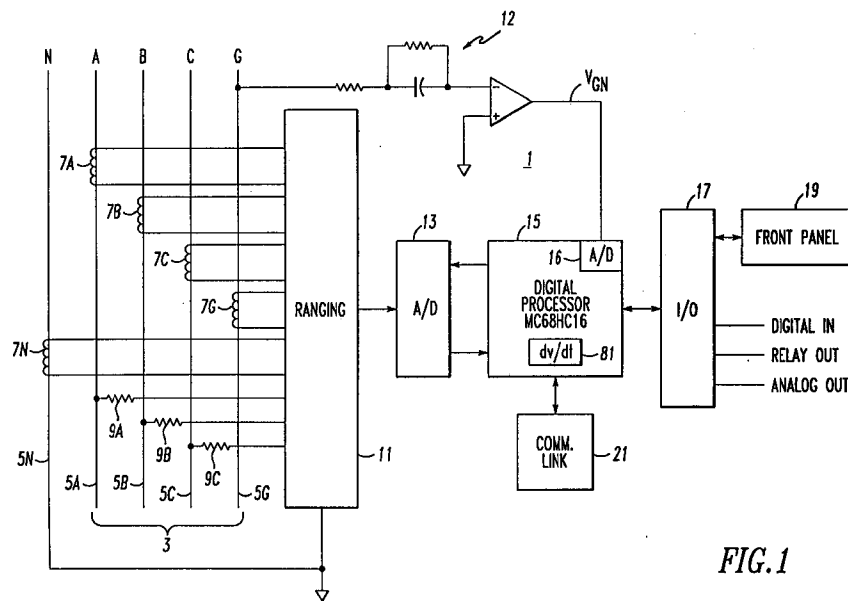 N A B C G
12
V_GN
1
7A
7B
7C
7G
7N
RANGING
13
A/D
15
16
A/D
DIGITAL
PROCESSOR
MC68HC16
dv/dt
81
17
I/O
19
FRONT PANEL
DIGITAL IN
RELAY OUT
ANALOG OUT
COMM.
LINK
21
9A
9B
9C
11
5N
5A
5B
5C
5G
3
FIG.1